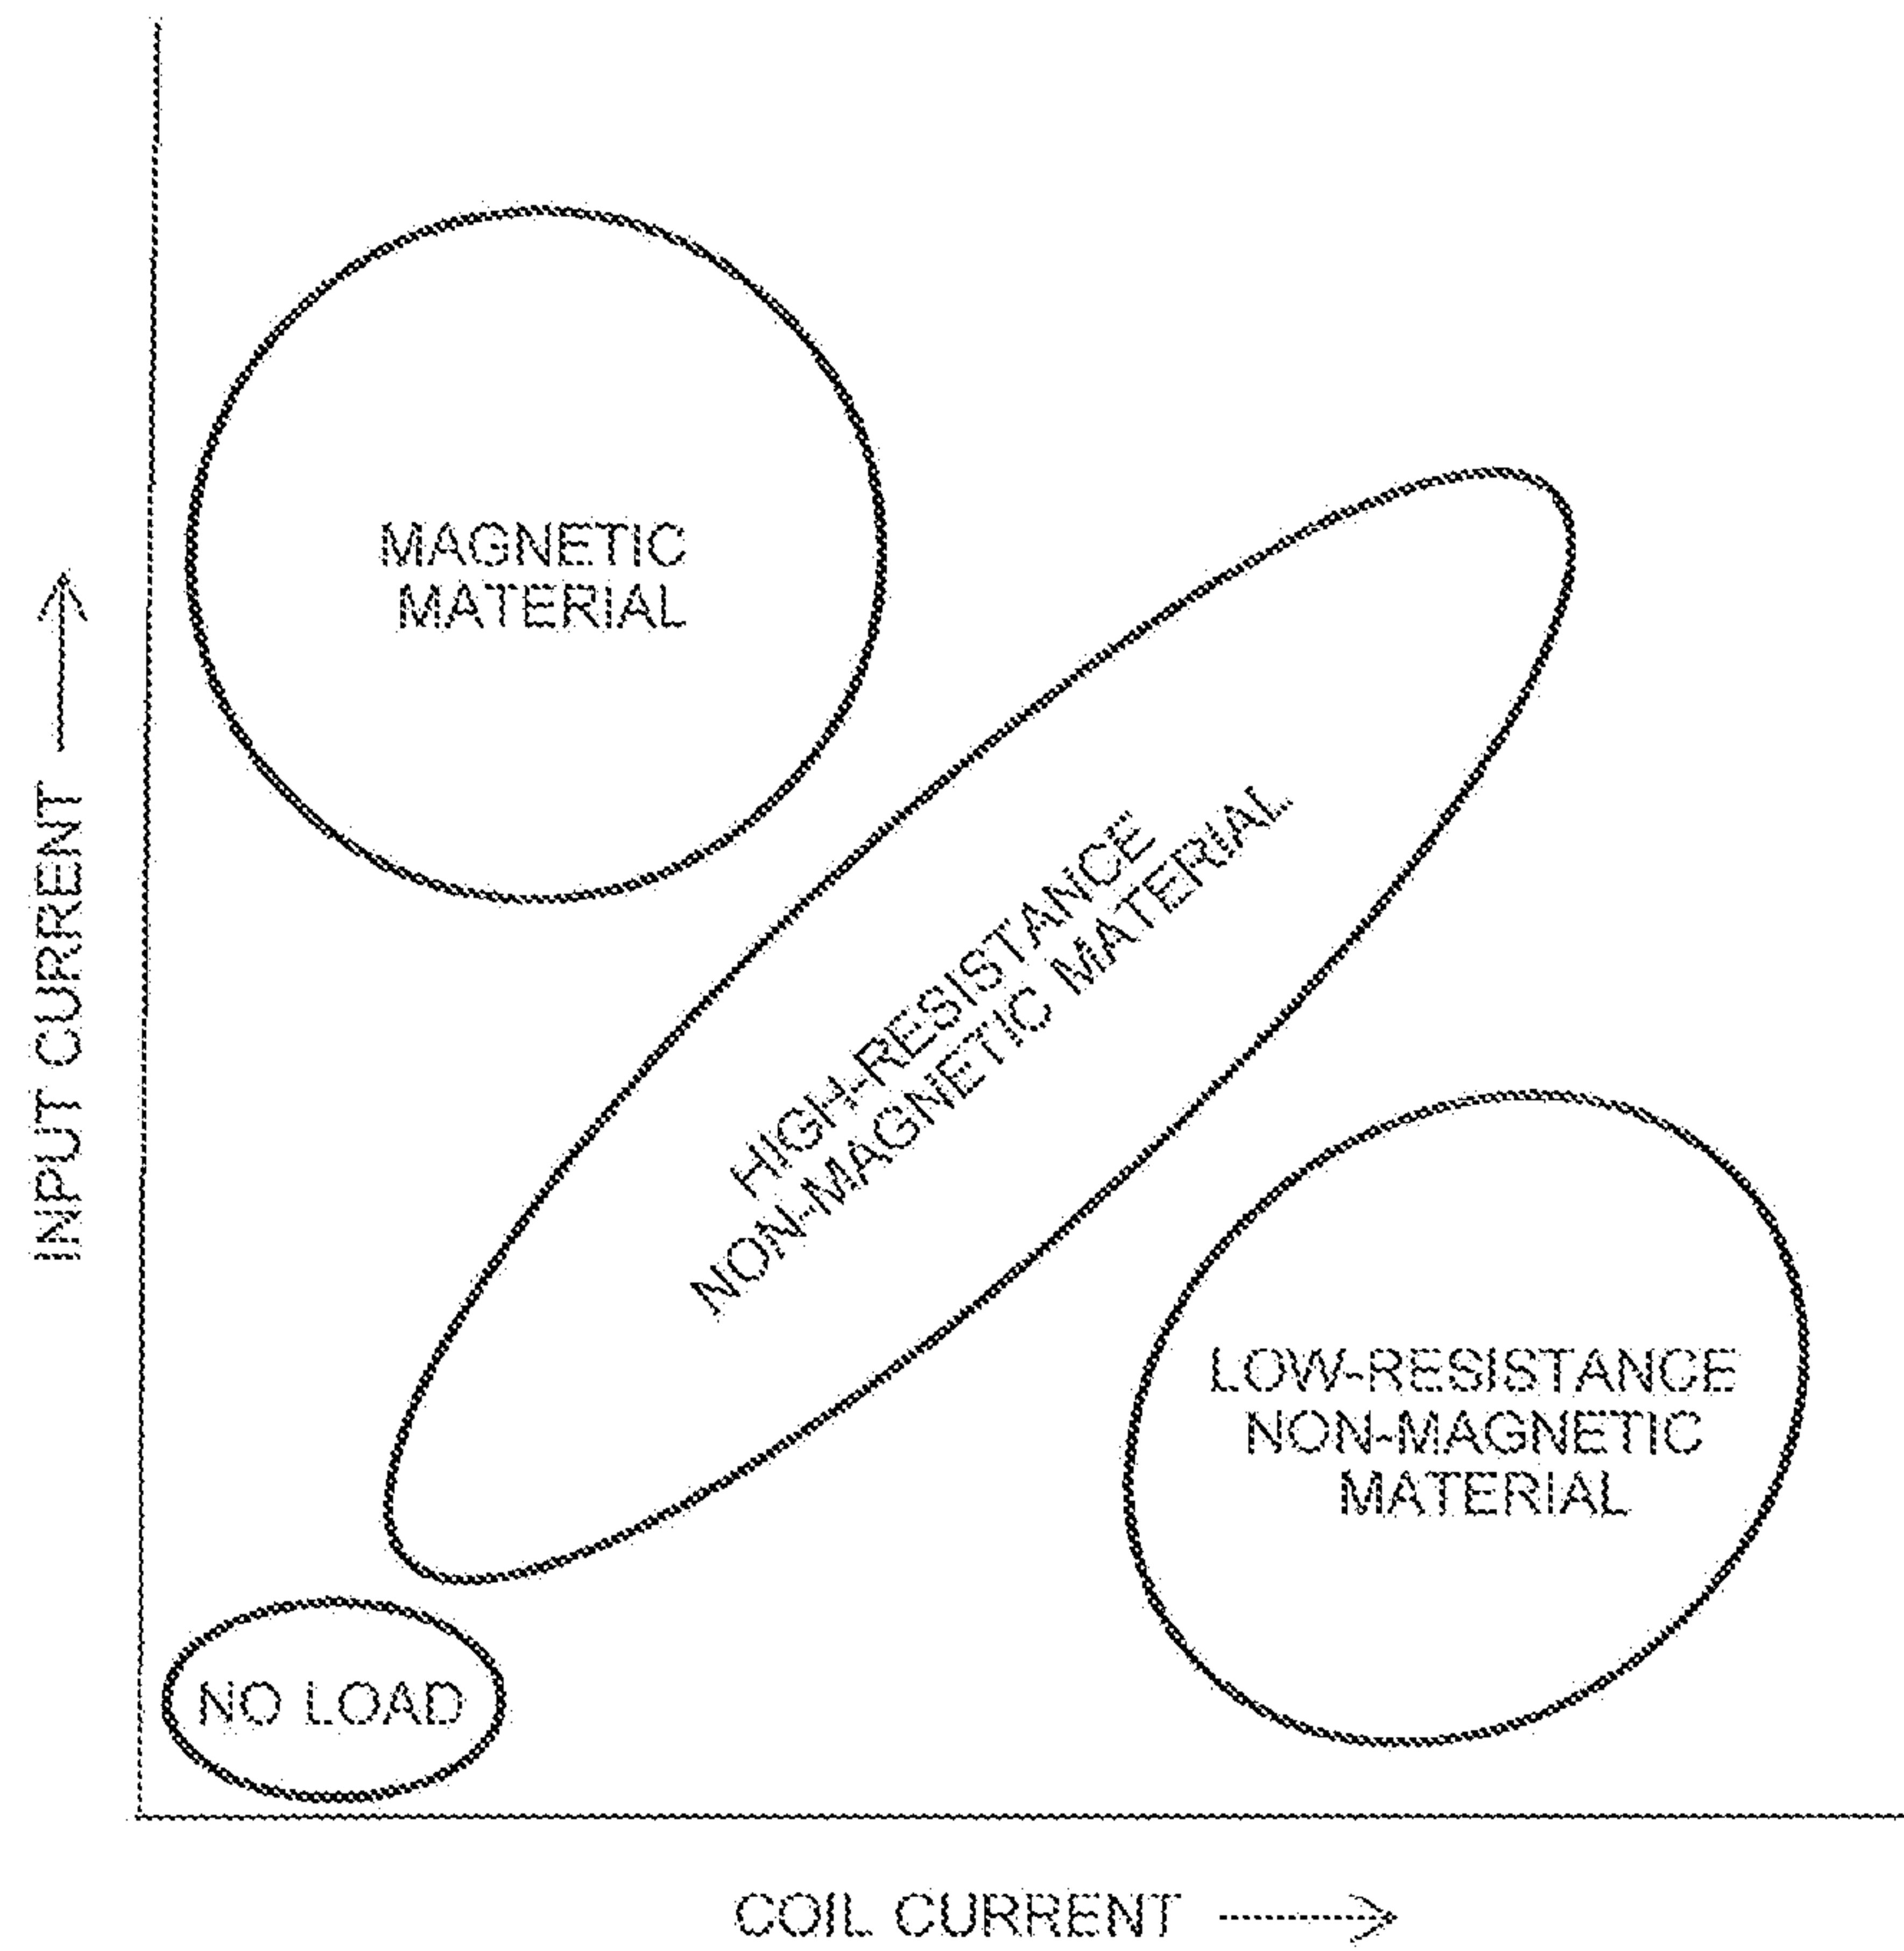 MAGNETIC
MATERIAL
INPUT CURRENT
HIGH-RESISTANCE
NON-MAGNETIC MATERIAL
LOW-RESISTANCE
NON-MAGNETIC
MATERIAL
NO LOAD
COIL CURRENT